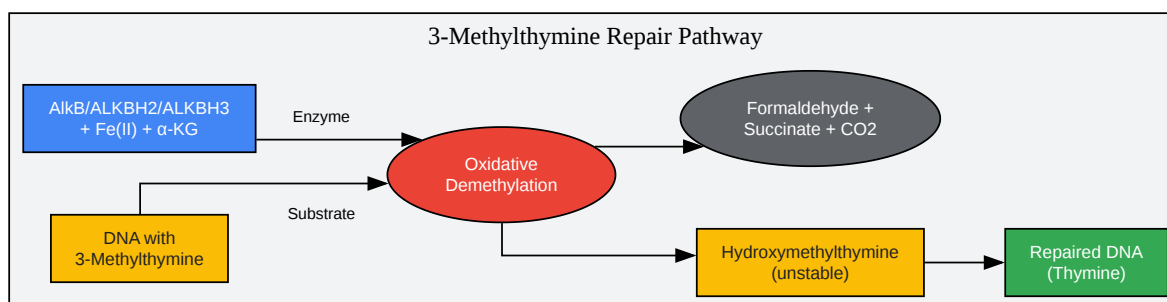 3-Methylthymine Repair Pathway
AlkB/ALKBH2/ALKBH3
+ Fe(II) + α-KG
Enzyme
Formaldehyde +
Succinate + CO2
Oxidative
Demethylation
Substrate
DNA with
3-Methylthymine
Hydroxymethylthymine
(unstable)
Repaired DNA
(Thymine)